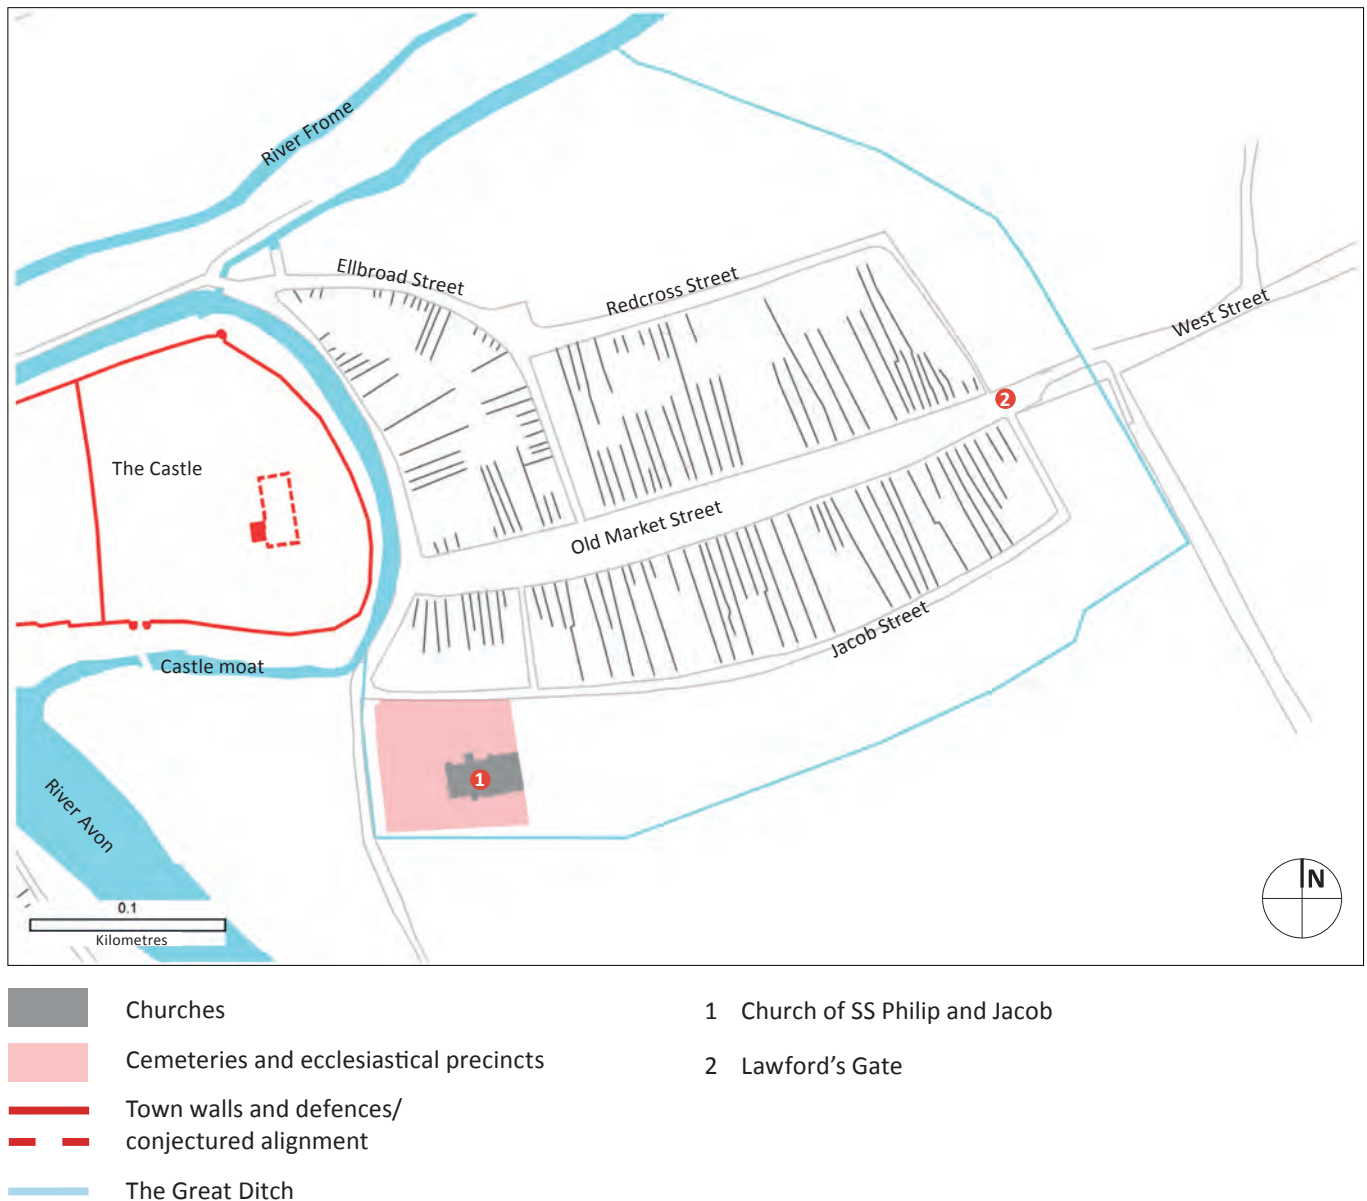 River Frome
Ellbroad Street
Redcross Street
West Street
2
The Castle
Old Market Street
Jacob Street
Castle moat
1
River Avon
0.1
Kilometres
N
Churches
Cemeteries and ecclesiastical precincts
Town walls and defences/
conjectured alignment
The Great Ditch
1 Church of SS Philip and Jacob
2 Lawford’s Gate